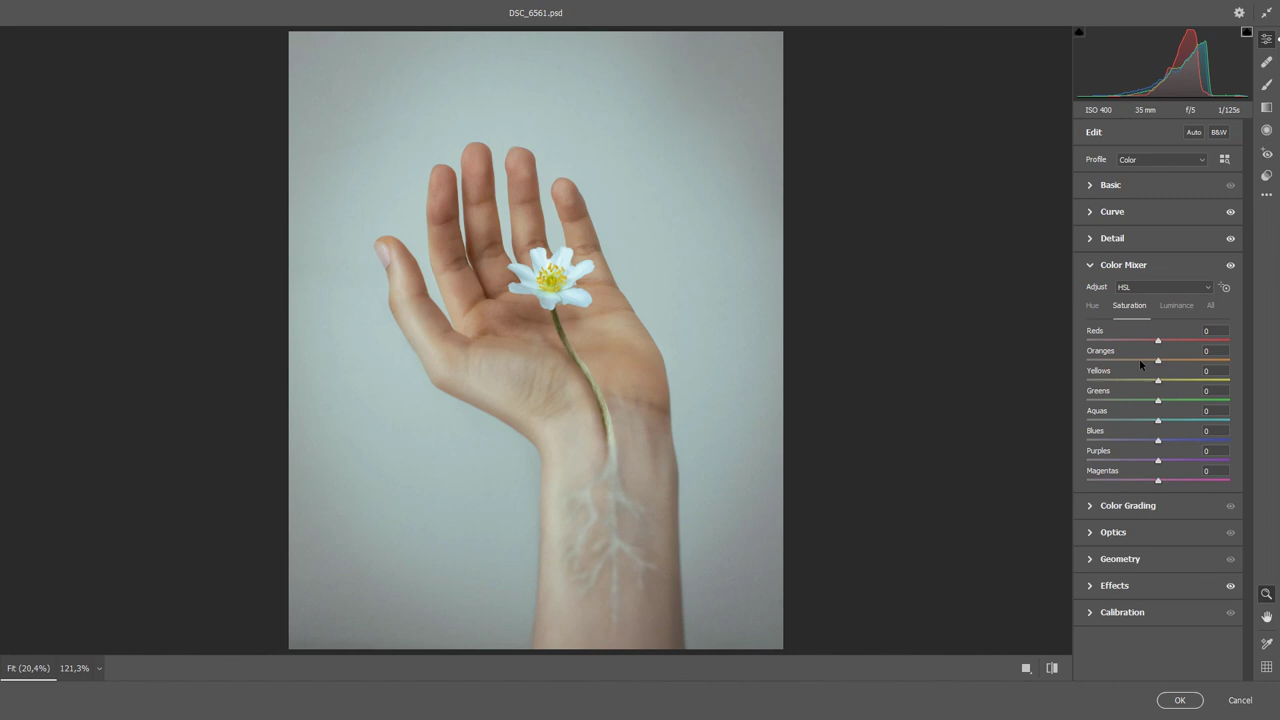 DSC_6561.psd
ISO 400 35 mm f/5 1/125s
Edit Auto B&W
Profile Color
Basic
Curve
Detail
Color Mixer
Adjust HSL
Hue Saturation Luminance All
Reds 0
Oranges 0
Yellows 0
Greens 0
Aquas 0
Blues 0
Purples 0
Magentas 0
Color Grading
Optics
Geometry
Effects
Calibration
Fit (20,4%) 121,3%
OK Cancel